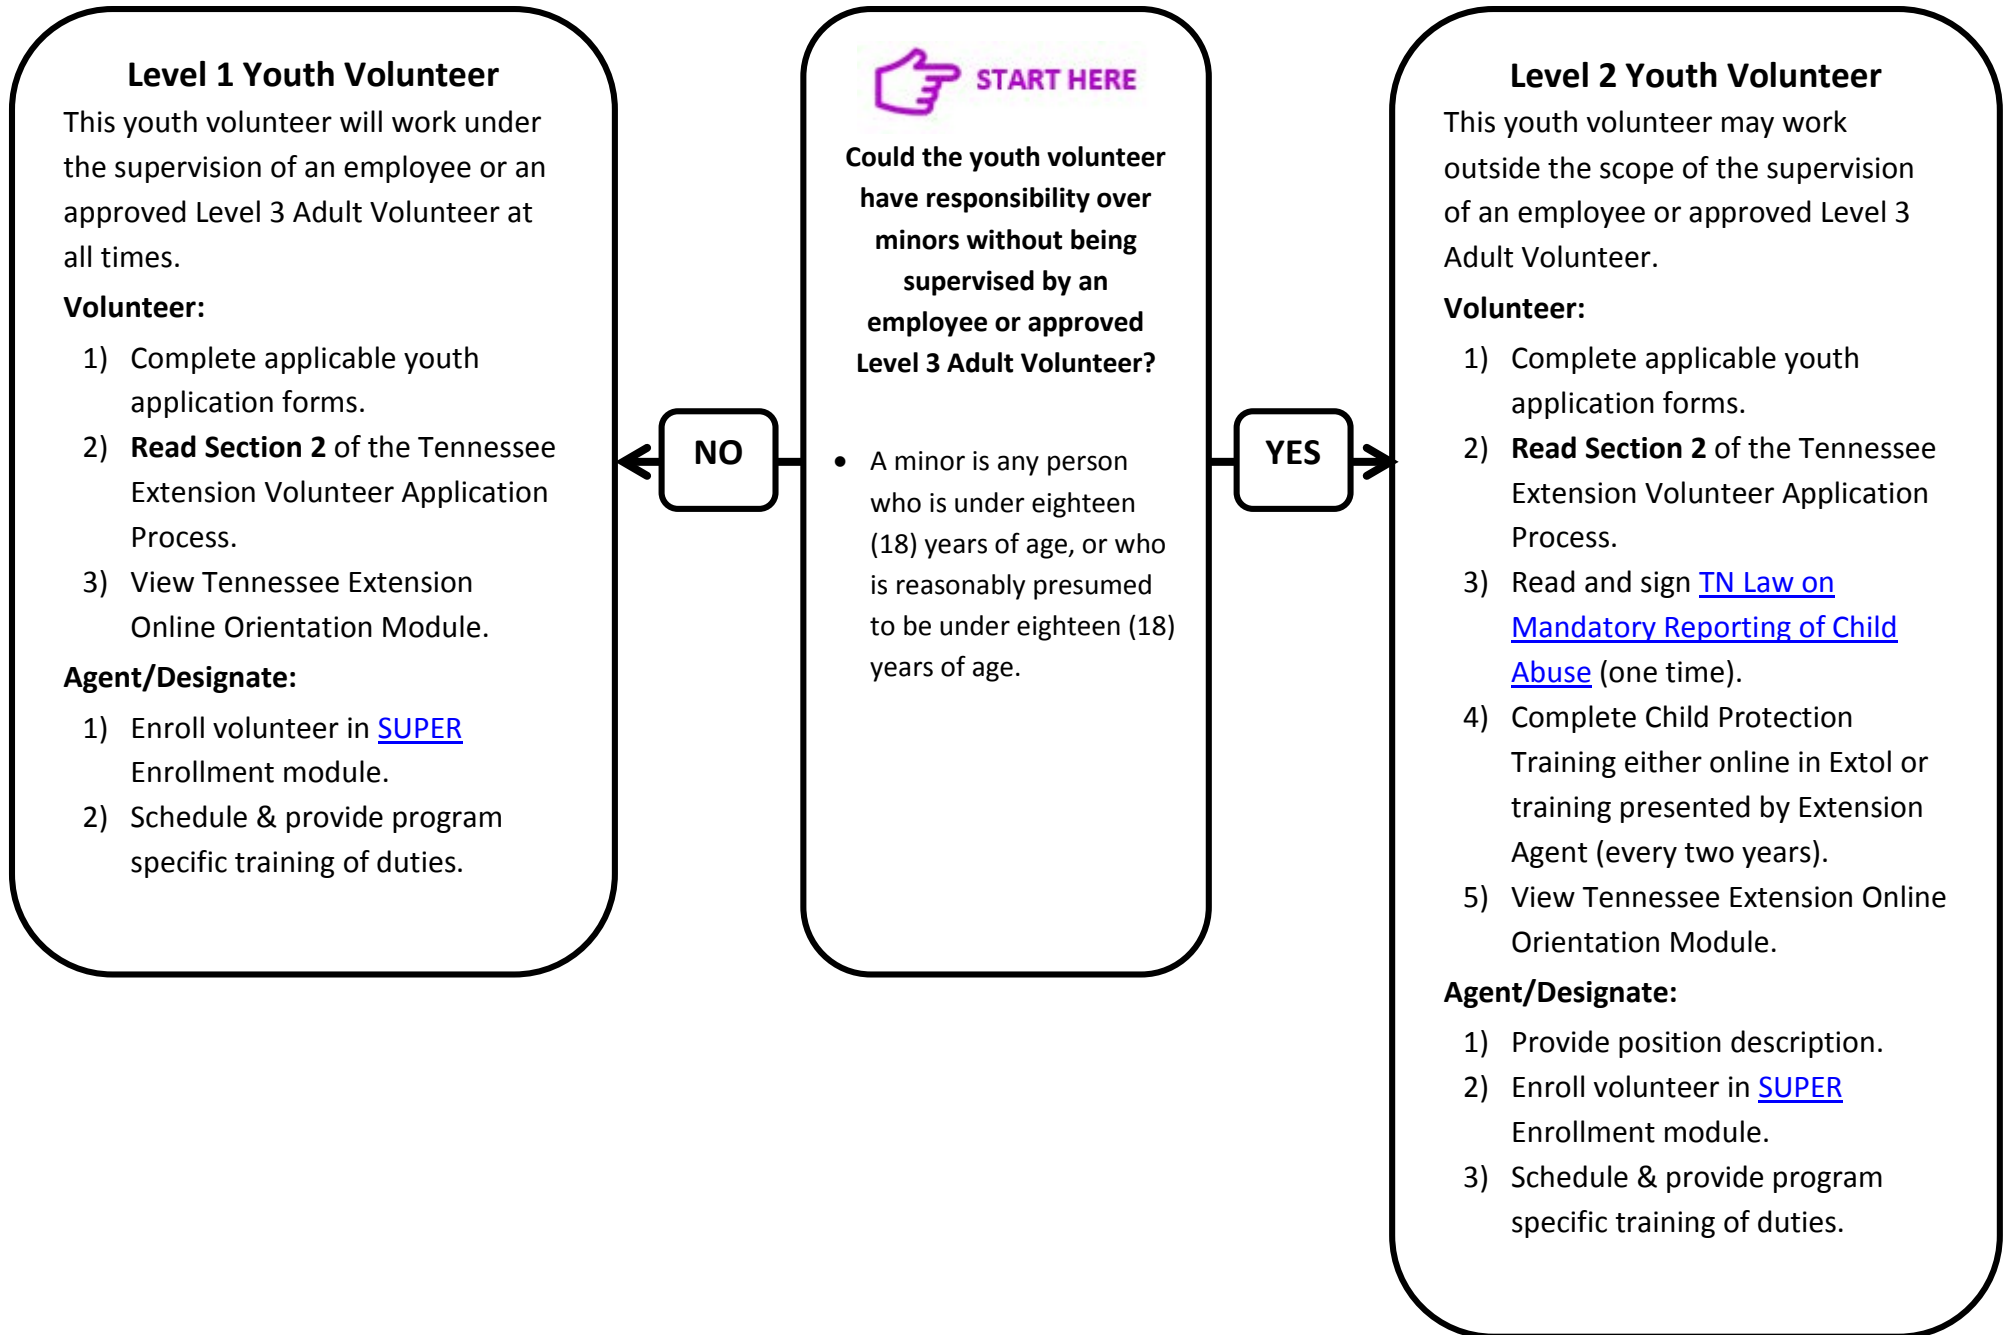 Level 1 Youth Volunteer
This youth volunteer will work under
the supervision of an employee or an
approved Level 3 Adult Volunteer at
all times.
Volunteer:
1) Complete applicable youth
application forms.
2) Read Section 2 of the Tennessee
Extension Volunteer Application
Process.
3) View Tennessee Extension
Online Orientation Module.
Agent/Designate:
1) Enroll volunteer in SUPER
Enrollment module.
2) Schedule & provide program
specific training of duties.
NO
START HERE
Could the youth volunteer
have responsibility over
minors without being
supervised by an
employee or approved
Level 3 Adult Volunteer?
• A minor is any person
who is under eighteen
(18) years of age, or who
is reasonably presumed
to be under eighteen (18)
years of age.
YES
Level 2 Youth Volunteer
This youth volunteer may work
outside the scope of the supervision
of an employee or approved Level 3
Adult Volunteer.
Volunteer:
1) Complete applicable youth
application forms.
2) Read Section 2 of the Tennessee
Extension Volunteer Application
Process.
3) Read and sign TN Law on
Mandatory Reporting of Child
Abuse (one time).
4) Complete Child Protection
Training either online in Extol or
training presented by Extension
Agent (every two years).
5) View Tennessee Extension Online
Orientation Module.
Agent/Designate:
1) Provide position description.
2) Enroll volunteer in SUPER
Enrollment module.
3) Schedule & provide program
specific training of duties.